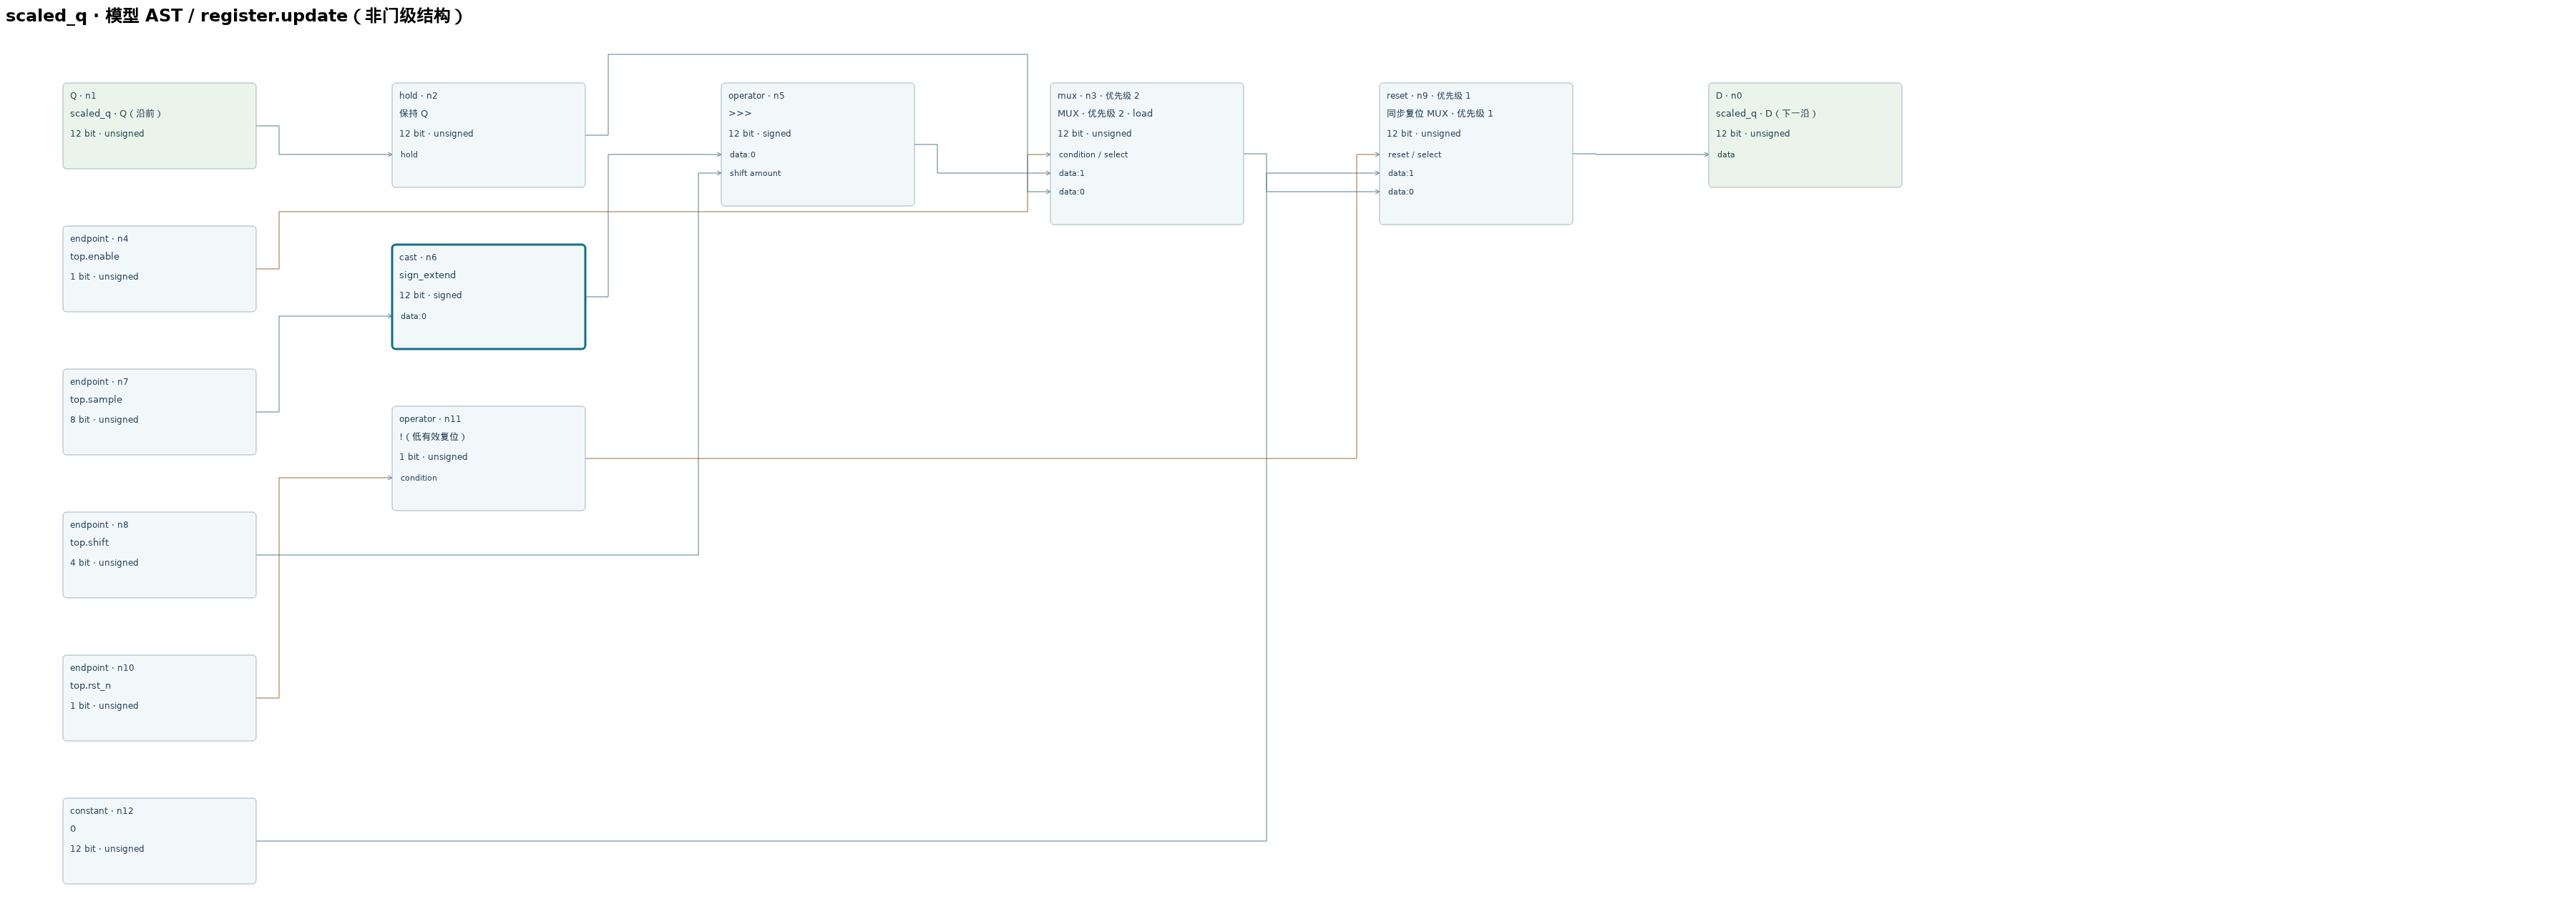 scaled_q · 模型 AST / register.update（非门级结构）
Q · n1
scaled_q · Q（沿前）
12 bit · unsigned
hold · n2
保持 Q
12 bit · unsigned
hold
operator · n5
>>>
12 bit · signed
data:0
shift amount
mux · n3 · 优先级 2
MUX · 优先级 2 · load
12 bit · unsigned
condition / select
data:1
data:0
reset · n9 · 优先级 1
同步复位 MUX · 优先级 1
12 bit · unsigned
reset / select
data:1
data:0
D · n0
scaled_q · D（下一沿）
12 bit · unsigned
data
endpoint · n4
top.enable
1 bit · unsigned
cast · n6
sign_extend
12 bit · signed
data:0
endpoint · n7
top.sample
8 bit · unsigned
operator · n11
!（低有效复位）
1 bit · unsigned
condition
endpoint · n8
top.shift
4 bit · unsigned
endpoint · n10
top.rst_n
1 bit · unsigned
constant · n12
0
12 bit · unsigned